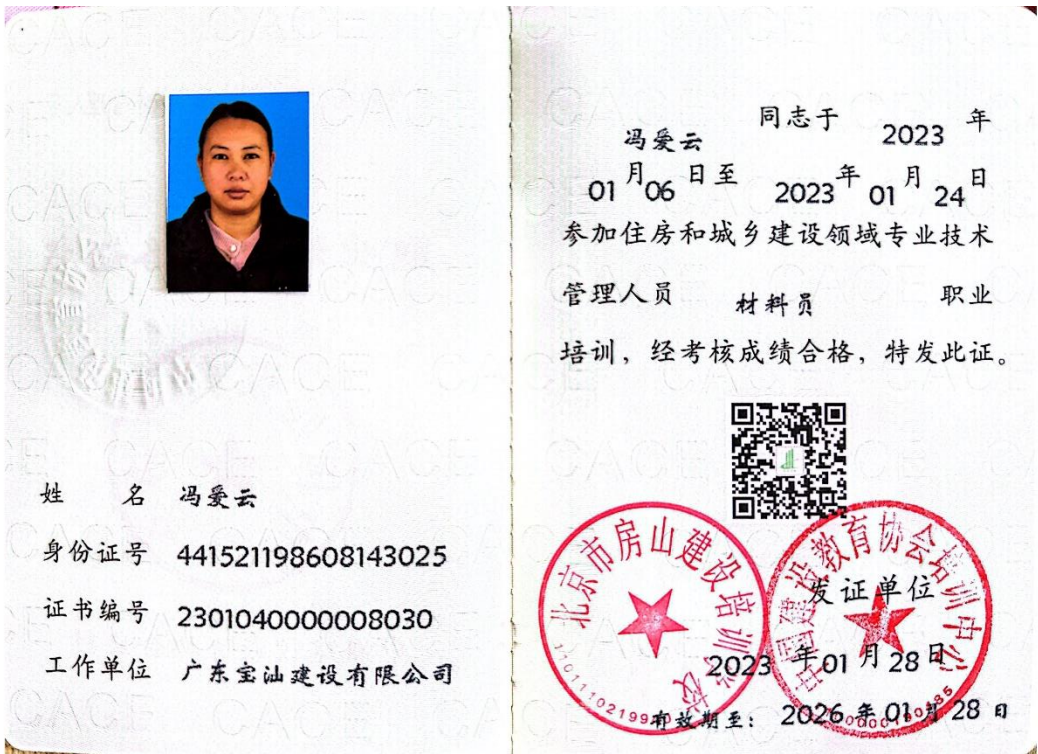 姓 名 冯爱云
身份证号 441521198608143025
证书编号 2301040000008030
工作单位 广东宝汕建设有限公司
冯爱云 同志于 2023 年
01 月 06 日至 2023 年 01 月 24 日
参加住房和城乡建设领域专业技术
管理人员 材料员 职业
培训，经考核成绩合格，特发此证。
北京市房山建设培训学校
中国建设教育协会培训中心
发证单位
2023 年 01 月 28 日
有效期至： 2026 年 01 月 28 日
CACE